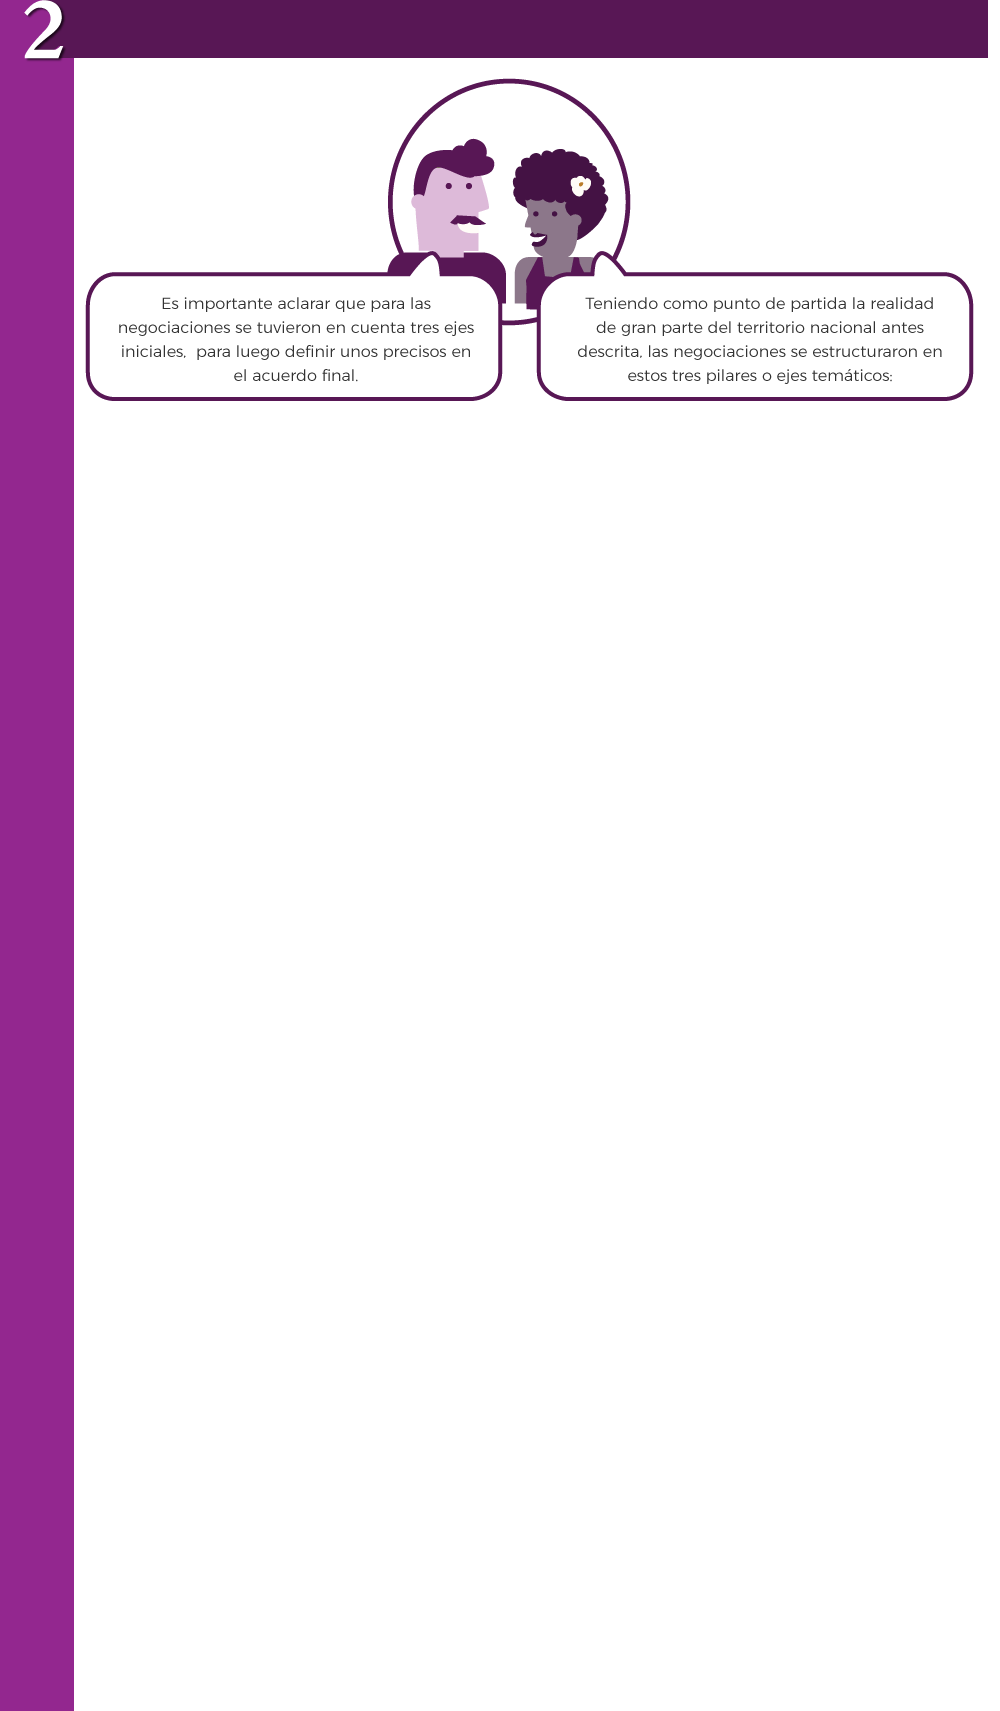 2
Es importante aclarar que para las
negociaciones se tuvieron en cuenta tres ejes
iniciales,  para luego definir unos precisos en
el acuerdo final.
Teniendo como punto de partida la realidad
de gran parte del territorio nacional antes
descrita, las negociaciones se estructuraron en
estos tres pilares o ejes temáticos: